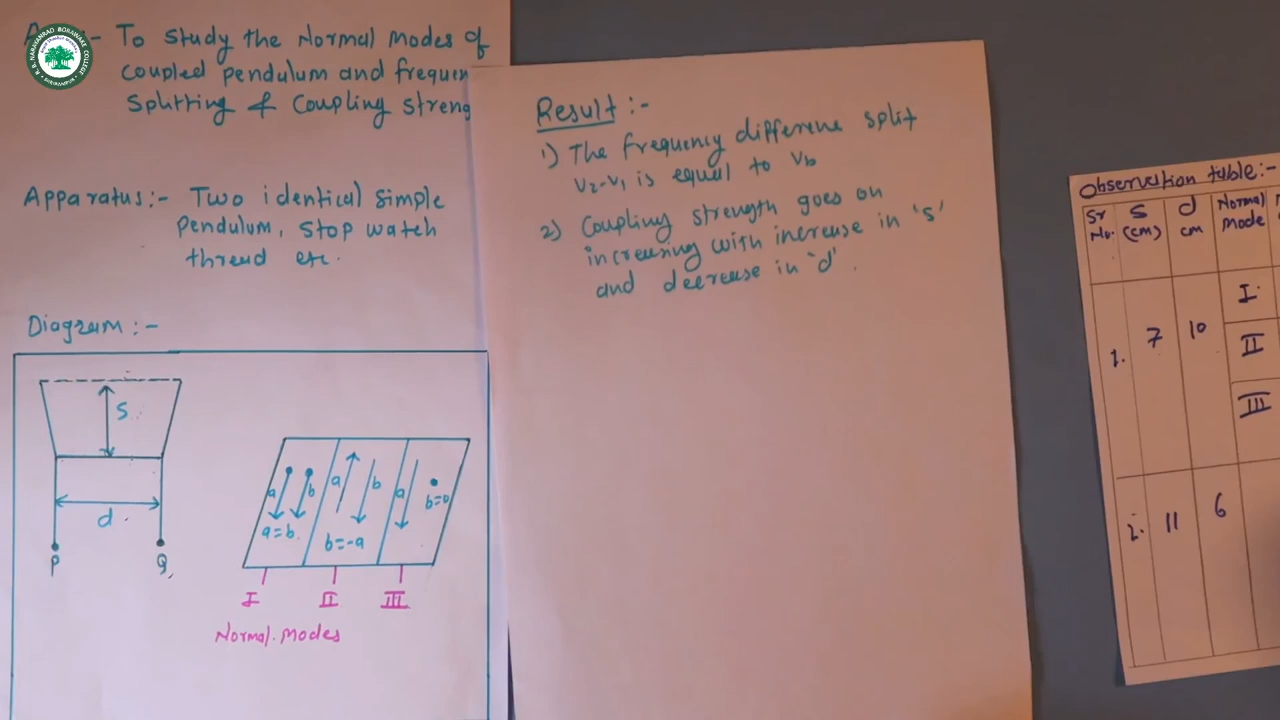 To Study the Normal Modes of
coupled pendulum and frequen
Splitting & Coupling streng
Apparatus:- Two identical simple
Pendulum, stop watch
thread etc.
Diagram:-
S
d
P
Q
a
b
a=b
a
b
b=-a
a
b=0
I
II
III
Normal. modes
Result:-
1) The frequency difference split
v2-v1 is equal to vb
2) Coupling strength goes on
increasing with increase in 's'
and decrease in 'd'.
Observation table:-
Sr No.
S (cm)
d cm
Normal mode
1.
7
10
I
II
III
2.
11
6